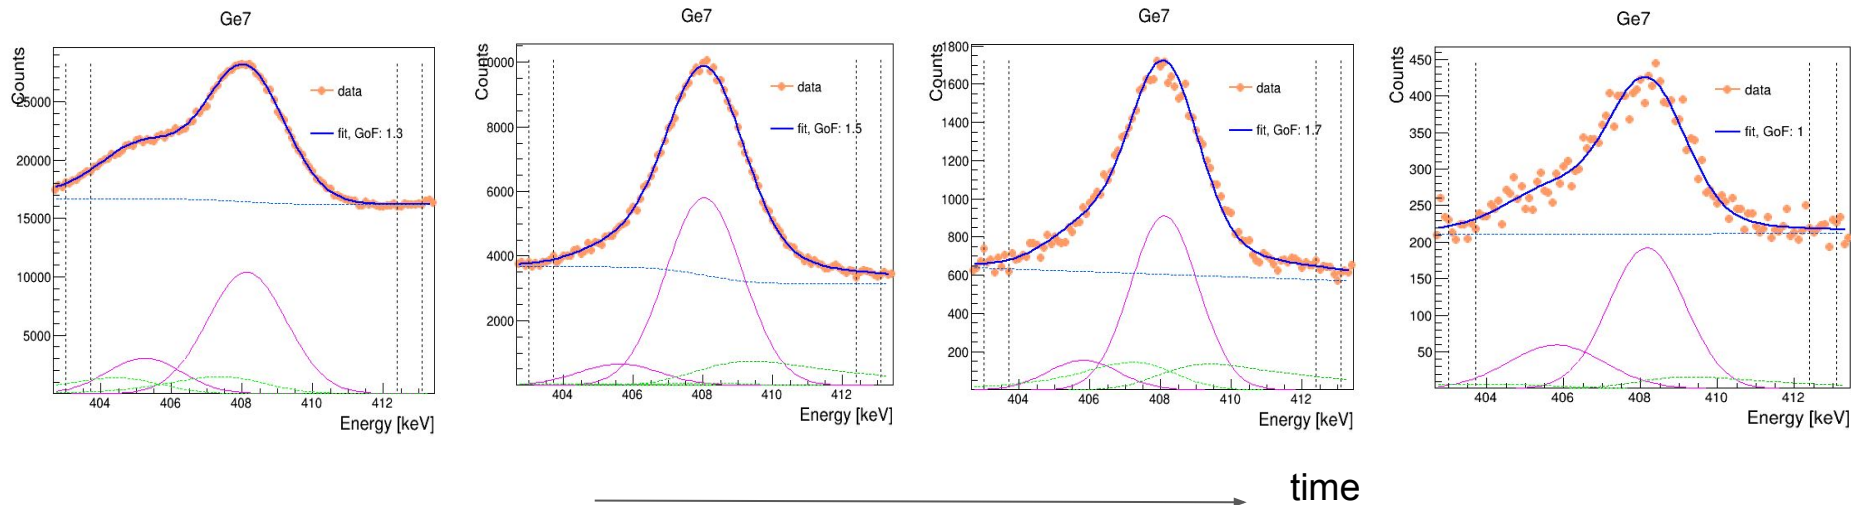 Ge7
Counts
25000
20000
15000
10000
5000
404 406 408 410 412
Energy [keV]
data
fit, GoF: 1.3
Ge7
Counts
10000
8000
6000
4000
2000
404 406 408 410 412
Energy [keV]
data
fit, GoF: 1.5
Ge7
Counts
1800
1600
1400
1200
1000
800
600
400
200
404 406 408 410 412
Energy [keV]
data
fit, GoF: 1.7
Ge7
Counts
450
400
350
300
250
200
150
100
50
404 406 408 410 412
Energy [keV]
data
fit, GoF: 1
time